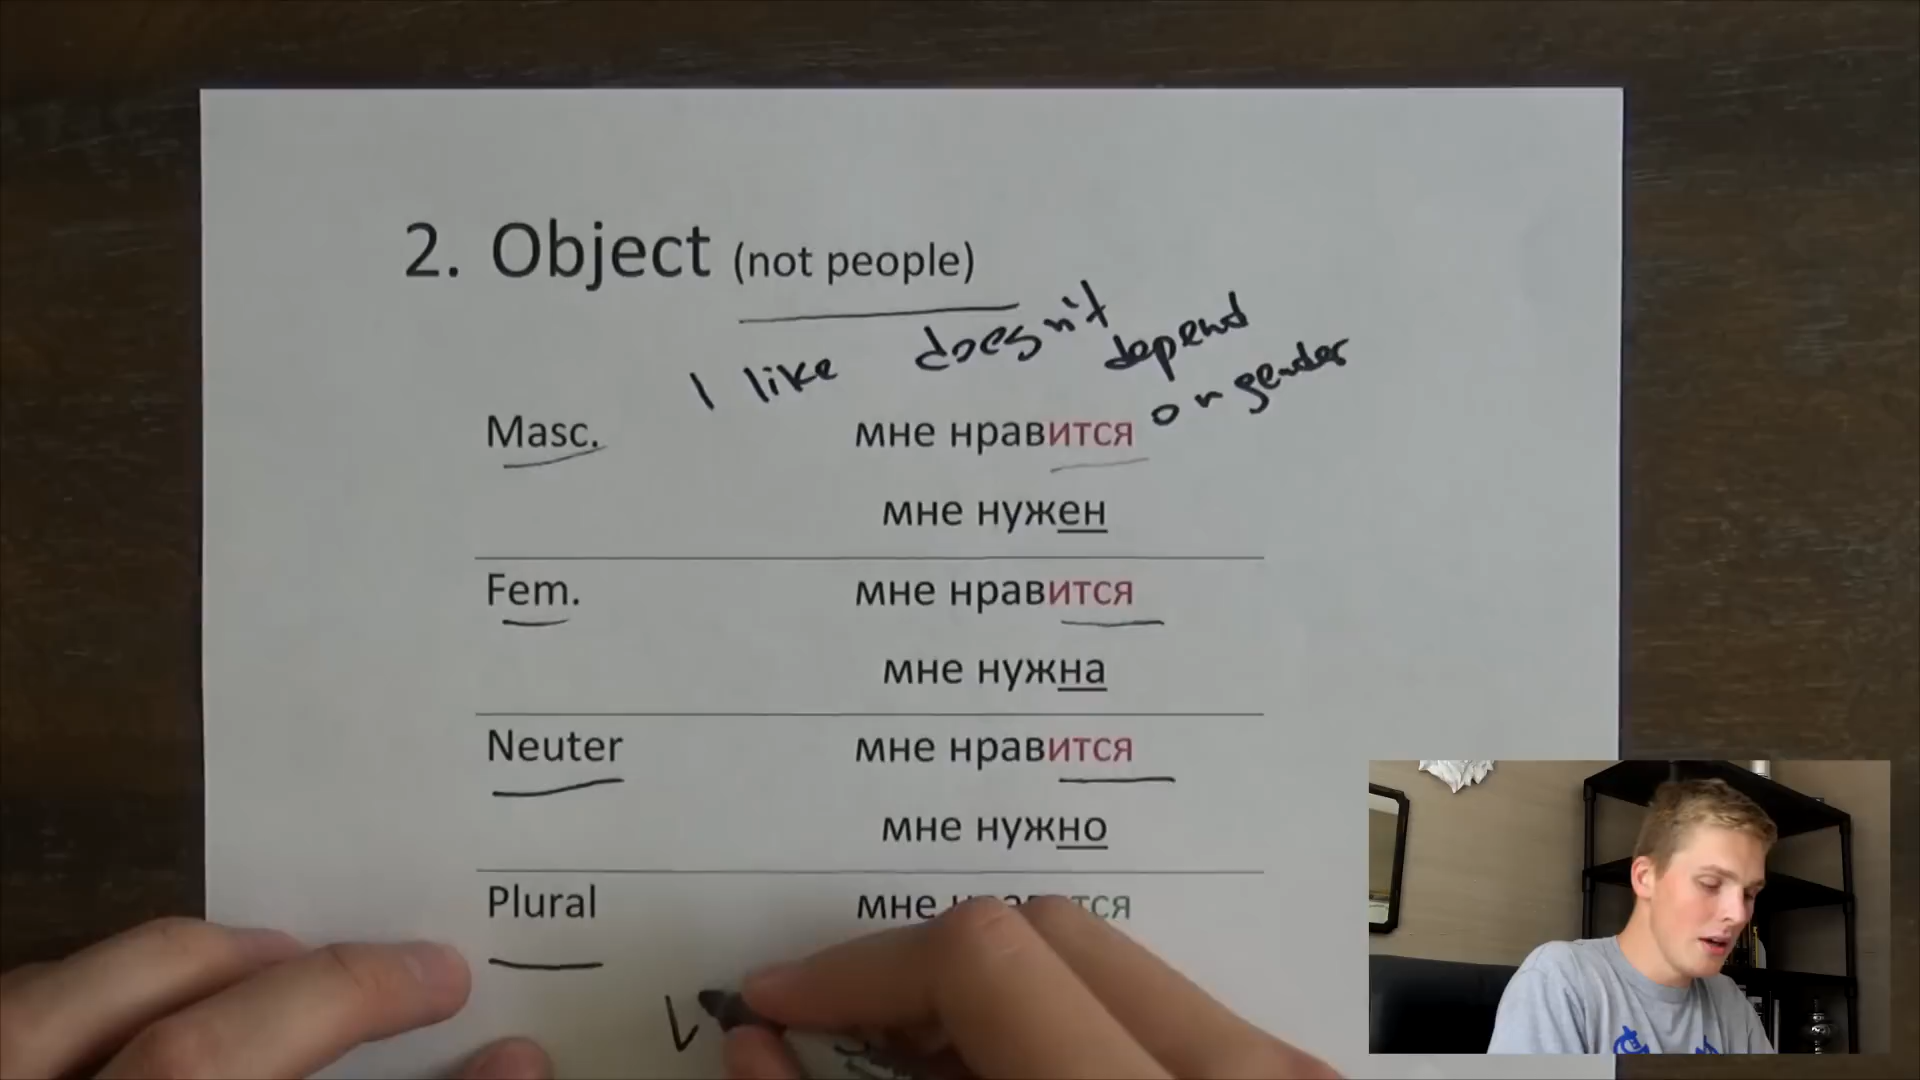 2. Object (not people)
I like doesn't depend on gender
Masc. мне нравится
мне нужен
Fem. мне нравится
мне нужна
Neuter мне нравится
мне нужно
Plural мне